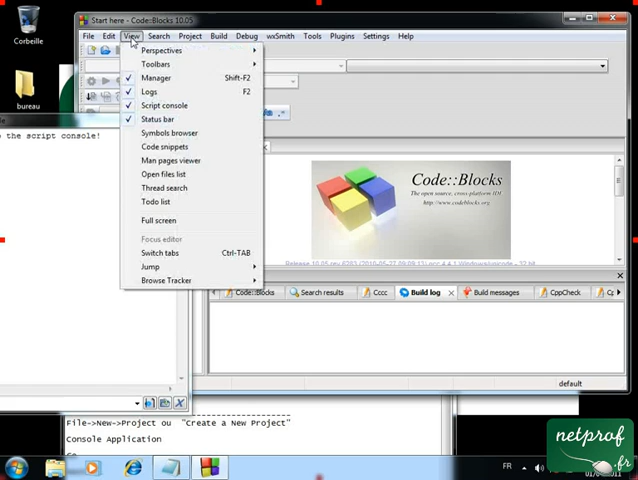 Start here - Code::Blocks 10.05
File Edit View Search Project Build Debug wxSmith Tools Plugins Settings Help
Corbeille
bureau
Perspectives
Toolbars
Manager Shift-F2
Logs F2
Script console
Status bar
Symbols browser
Code snippets
Man pages viewer
Open files list
Thread search
Todo list
Full screen
Focus editor
Switch tabs Ctrl-TAB
Jump
Browse Tracker
the script console!
Code::Blocks
The open source, cross-platform IDE
http://www.codeblocks.org
Code::Blocks Search results Cccc Build log Build messages CppCheck
default
File->New->Project ou "Create a New Project"
Console Application
FR
netprof
.fr